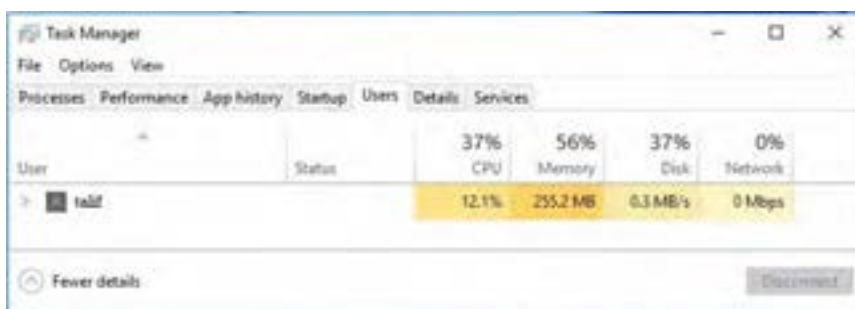 Task Manager
File Options View
Processes Performance App history Startup Users Details Services
37% 56% 37% 0%
User Status CPU Memory Disk Network
talif 12.1% 255.2 MB 0.3 MB/s 0 Mbps
Fewer details Disconnect